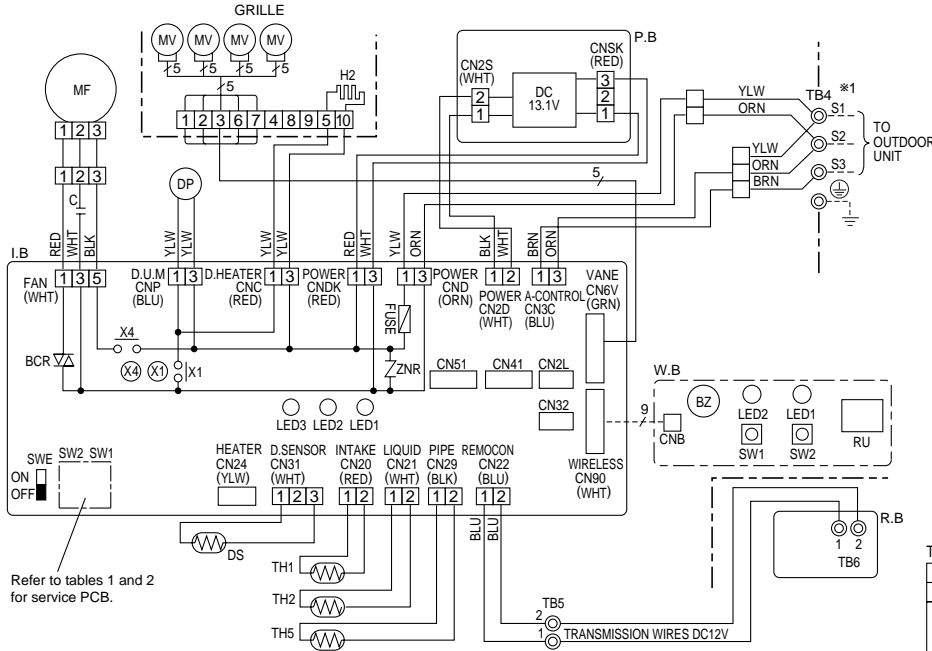 GRILLE
MV MV MV MV
5 5 5 5
5
H2
1 2 3 6 7 4 8 9 5 10
MF
1 2 3
1 2 3
C
DP
P.B
CNSK
(RED)
CN2S
(WHT)
2
1
DC
13.1V
3
2
1
TB4
※1
YLW
ORN
YLW
ORN
BRN
S1
S2
S3
TO
OUTDOOR
UNIT
5
I.B
RED
WHT
BLK
YLW
YLW
YLW
YLW
RED
WHT
YLW
ORN
BLK
WHT
BRN
ORN
FAN
(WHT)
1 3 5
D.U.M
CNP
(BLU)
1 3
D.HEATER
CNC
(RED)
1 3
POWER
CNDK
(RED)
1 3
1 3
POWER
CND
(ORN)
1 2
POWER
CN2D
(WHT)
1 3
A-CONTROL
CN3C
(BLU)
VANE
CN6V
(GRN)
FUSE
X4
BCR
X4
X1
X1
ZNR
CN51
CN41
CN2L
CN32
LED3 LED2 LED1
WIRELESS
CN90
(WHT)
9
W.B
CNB
BZ
LED2
SW1
LED1
SW2
RU
SWE
ON
OFF
SW2 SW1
HEATER
CN24
(YLW)
D.SENSOR
CN31
(WHT)
1 2 3
INTAKE
CN20
(RED)
1 2
LIQUID
CN21
(WHT)
1 2
PIPE
CN29
(BLK)
1 2
REMOCON
CN22
(BLU)
1 2
BLU
BLU
DS
TH1
TH2
TH5
Refer to tables 1 and 2
for service PCB.
TB5
2
1
TRANSMISSION WIRES DC12V
R.B
1 2
TB6
T